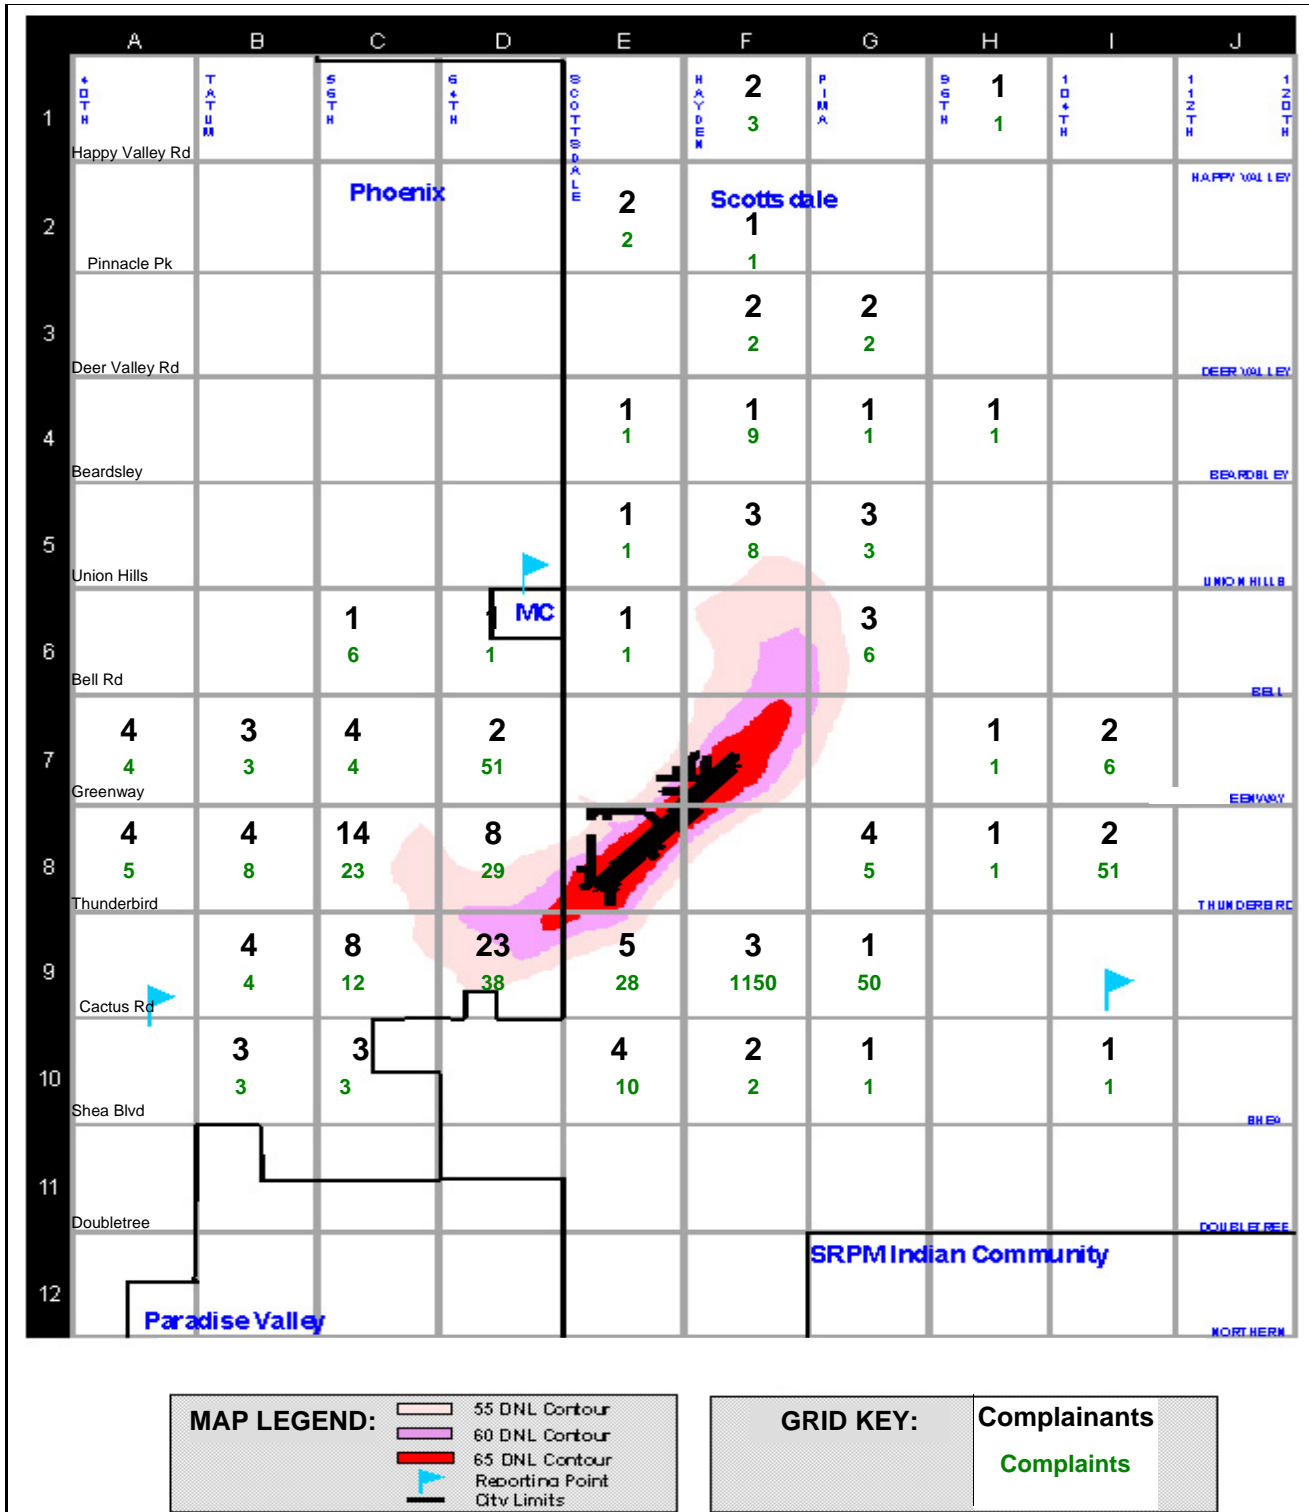 A B C D E F G H I J
40TH TATUM 56TH 64TH SCOTTSDALE HAYDEN PIMA 96TH 104TH 112TH 120TH
1 2 1
3 1
Happy Valley Rd
HAPPY VALLEY
Phoenix Scottsdale
2 2 1
2 1
Pinnacle Pk
3 2 2
2 2
Deer Valley Rd DEER VALLEY
4 1 1 1 1
1 9 1 1
Beardsley BEARDSLEY
5 1 3 3
1 8 3
Union Hills UNION HILLS
MC
6 1 1 1 3
6 1 1 6
Bell Rd BELL
7 4 3 4 2 1 2
4 3 4 51 1 6
Greenway EENWAY
8 4 4 14 8 4 1 2
5 8 23 29 5 1 51
Thunderbird THUNDERBIRD
9 4 8 23 5 3 1
4 12 38 28 1150 50
Cactus Rd
10 3 3 4 2 1 1
3 3 10 2 1 1
Shea Blvd SHEA
11
Doubletree DOUBLETREE
SRPM Indian Community
12
Paradise Valley NORTHERN
MAP LEGEND:
55 DNL Contour
60 DNL Contour
65 DNL Contour
Reporting Point
City Limits
GRID KEY:
Complainants
Complaints